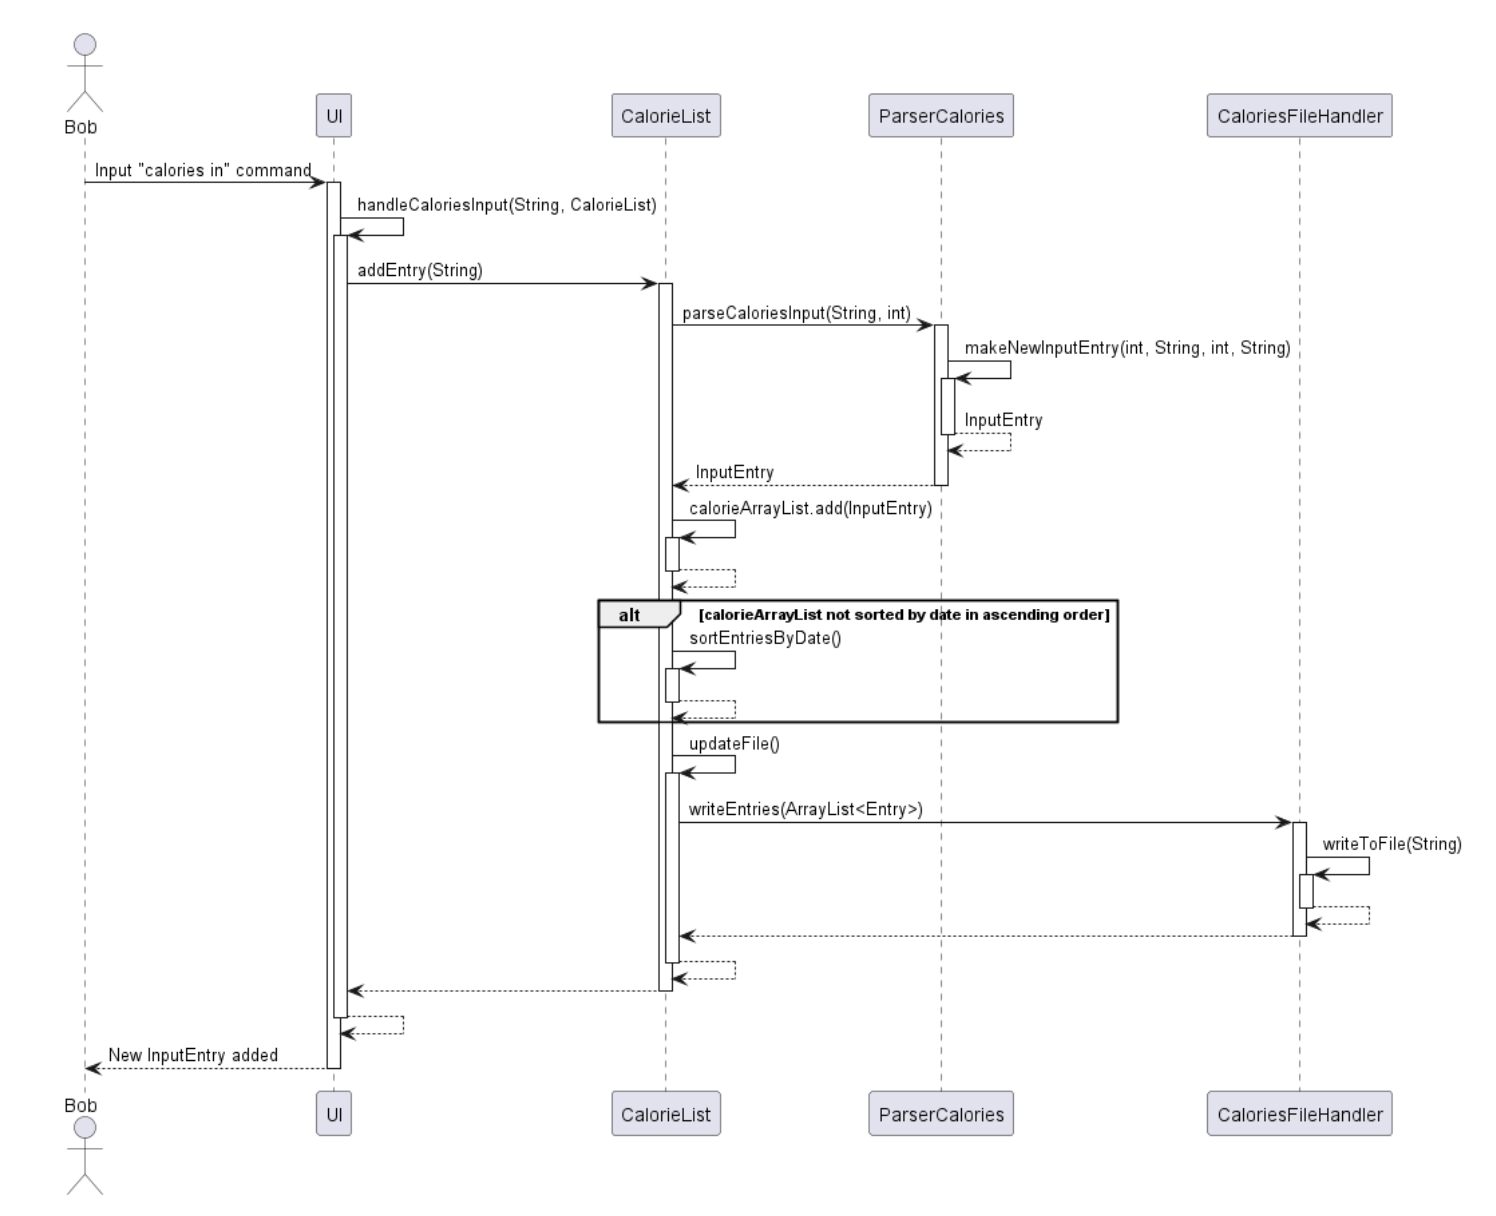 Bob
UI
CalorieList
ParserCalories
CaloriesFileHandler
Input "calories in" command
handleCaloriesInput(String, CalorieList)
addEntry(String)
parseCaloriesInput(String, int)
makeNewInputEntry(int, String, int, String)
InputEntry
InputEntry
calorieArrayList.add(InputEntry)
alt
[calorieArrayList not sorted by date in ascending order]
sortEntriesByDate()
updateFile()
writeEntries(ArrayList<Entry>)
writeToFile(String)
New InputEntry added
Bob
UI
CalorieList
ParserCalories
CaloriesFileHandler